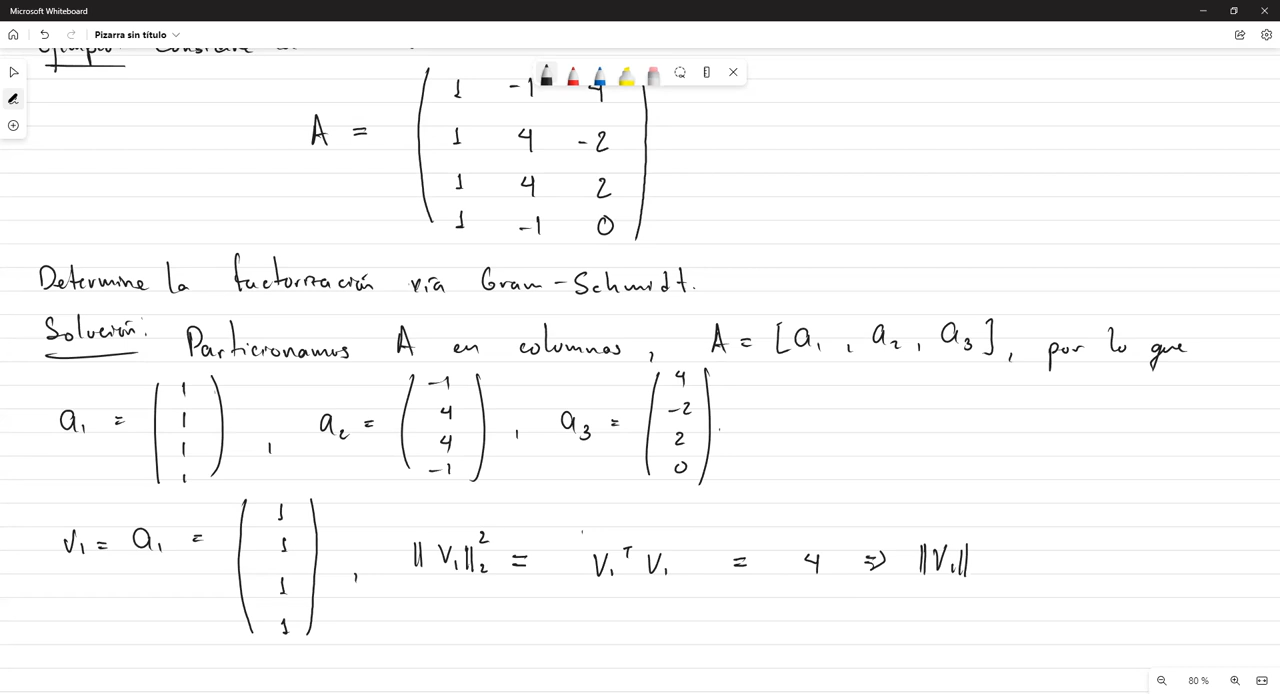 Microsoft Whiteboard
Pizarra sin título
Ejemplo:
A = ( 1 -1 4
1 4 -2
1 4 2
1 -1 0 )
Determine la factorización vía Gram-Schmidt.
Solución: Particionamos A en columnas, A = [a₁, a₂, a₃], por lo que
a₁ = ( 1 1 1 1 ), a₂ = ( -1 4 4 -1 ), a₃ = ( 4 -2 2 0 ).
v₁ = a₁ = ( 1 1 1 1 ), ||V₁||₂² = V₁ᵀ V₁ = 4 ⇒ ||V₁||
80 %